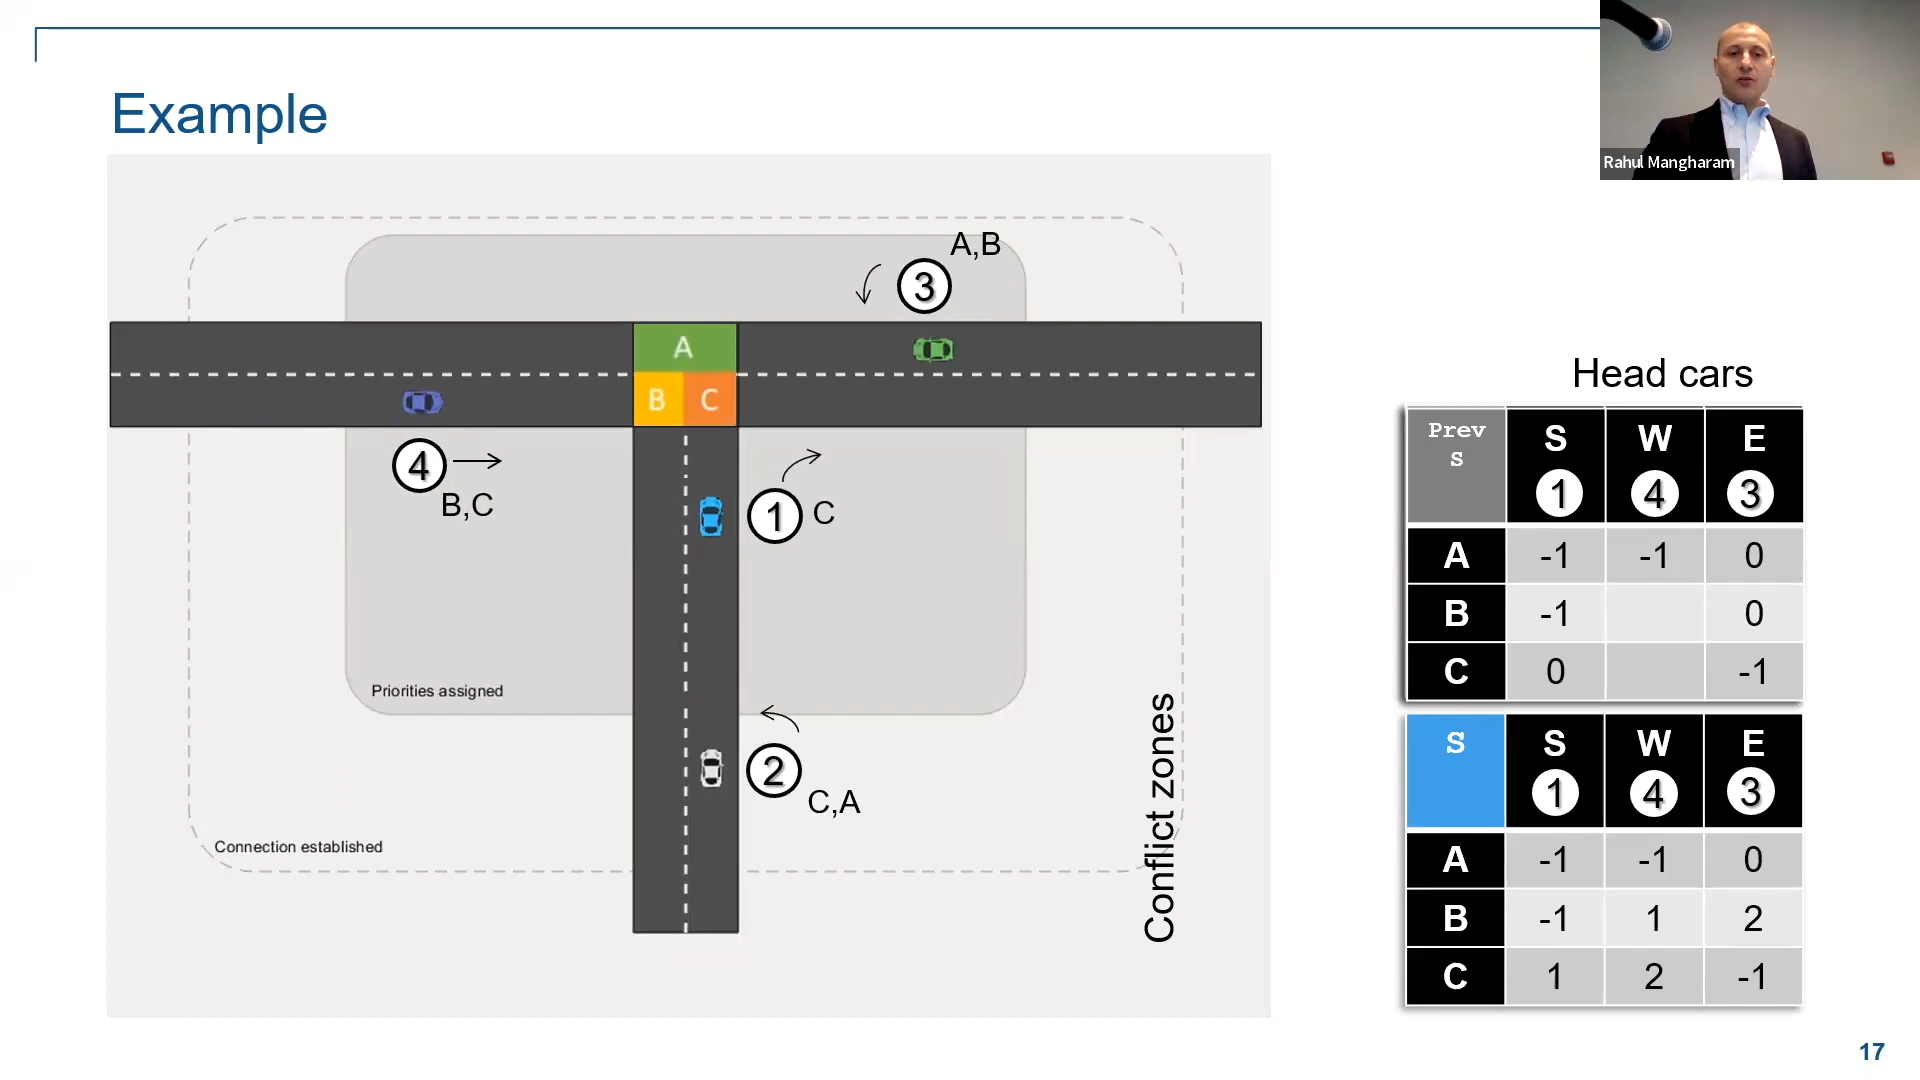 Example
Rahul Mangharam
A,B
3
A
B C
4
B,C
1 C
Priorities assigned
2
C,A
Connection established
Conflict zones
Head cars
Prev S W E
S 1 4 3
A -1 -1 0
B -1 0
C 0 -1
S S W E
1 4 3
A -1 -1 0
B -1 1 2
C 1 2 -1
17